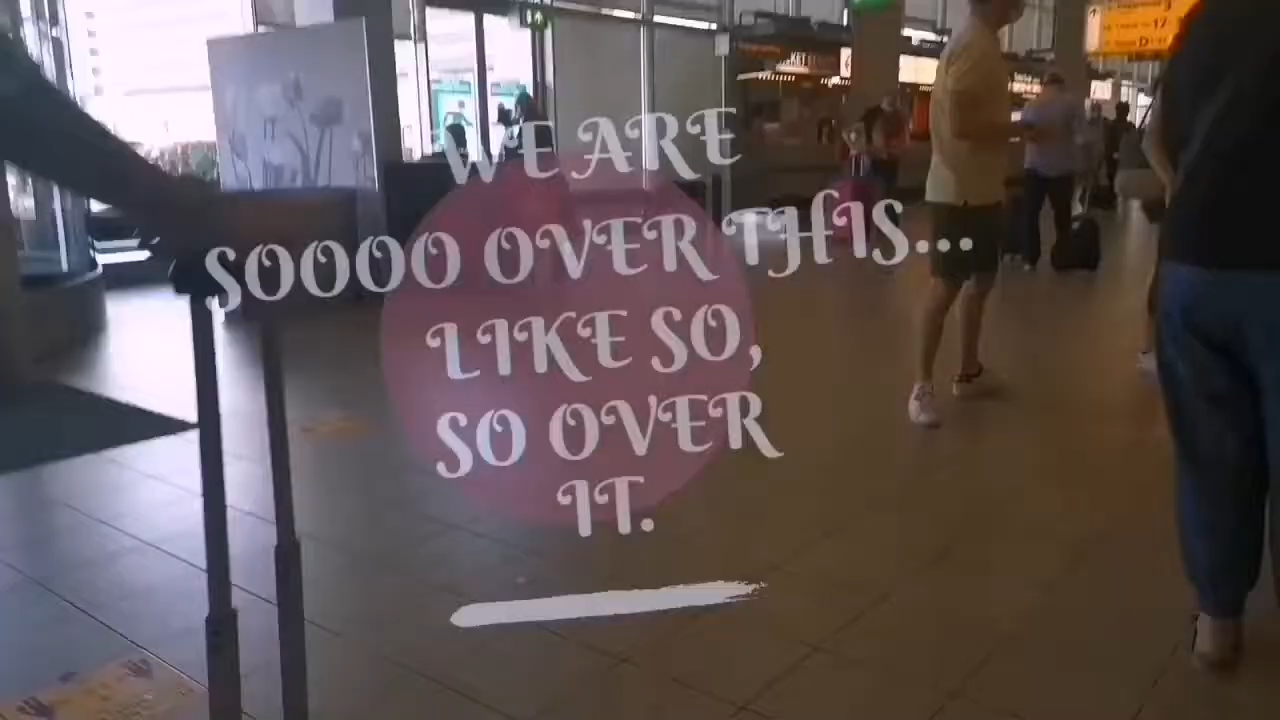 WE ARE
SOOOO OVER THIS...
LIKE SO,
SO OVER
IT.